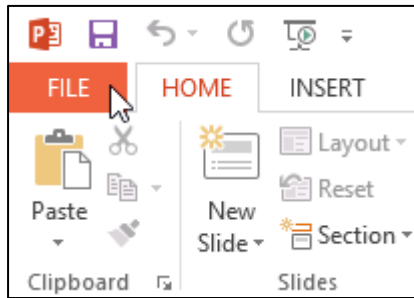 P
FILE HOME INSERT
Paste
New
Slide
Layout
Reset
Section
Clipboard Slides